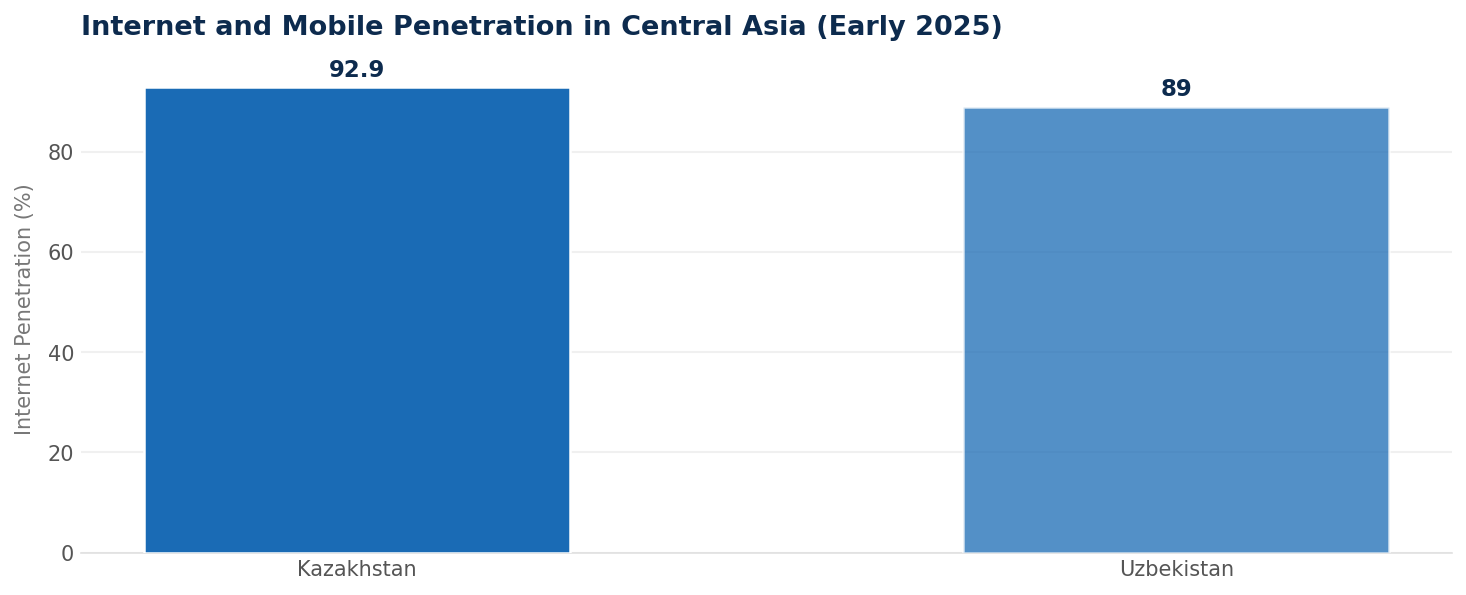 Internet and Mobile Penetration in Central Asia (Early 2025)
92.9
89
80
60
40
20
0
Internet Penetration (%)
Kazakhstan
Uzbekistan